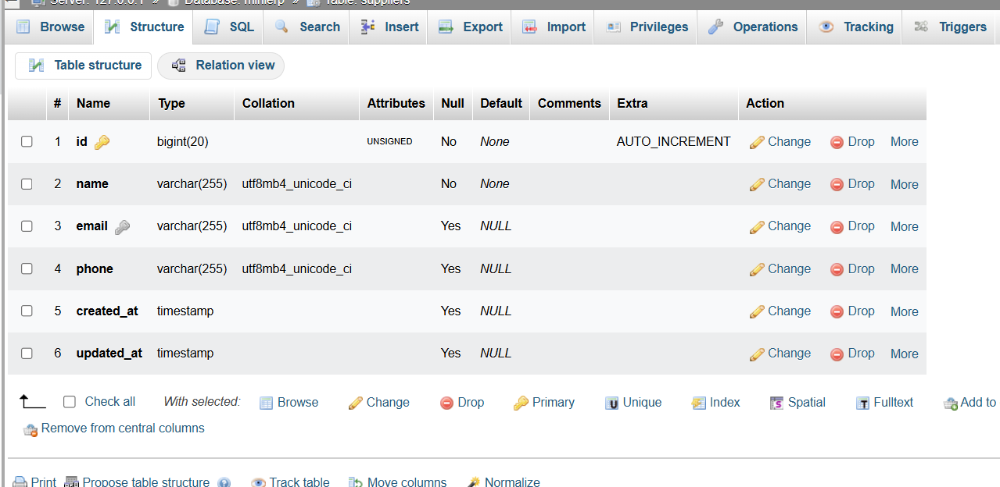 Server: 127.0.0.1 » Database: minierp » Table: suppliers
Browse Structure SQL Search Insert Export Import Privileges Operations Tracking Triggers
Table structure Relation view
# Name Type Collation Attributes Null Default Comments Extra Action
1 id bigint(20) UNSIGNED No None AUTO_INCREMENT Change Drop More
2 name varchar(255) utf8mb4_unicode_ci No None Change Drop More
3 email varchar(255) utf8mb4_unicode_ci Yes NULL Change Drop More
4 phone varchar(255) utf8mb4_unicode_ci Yes NULL Change Drop More
5 created_at timestamp Yes NULL Change Drop More
6 updated_at timestamp Yes NULL Change Drop More
Check all With selected: Browse Change Drop Primary Unique Index Spatial Fulltext Add to
Remove from central columns
Print Propose table structure Track table Move columns Normalize